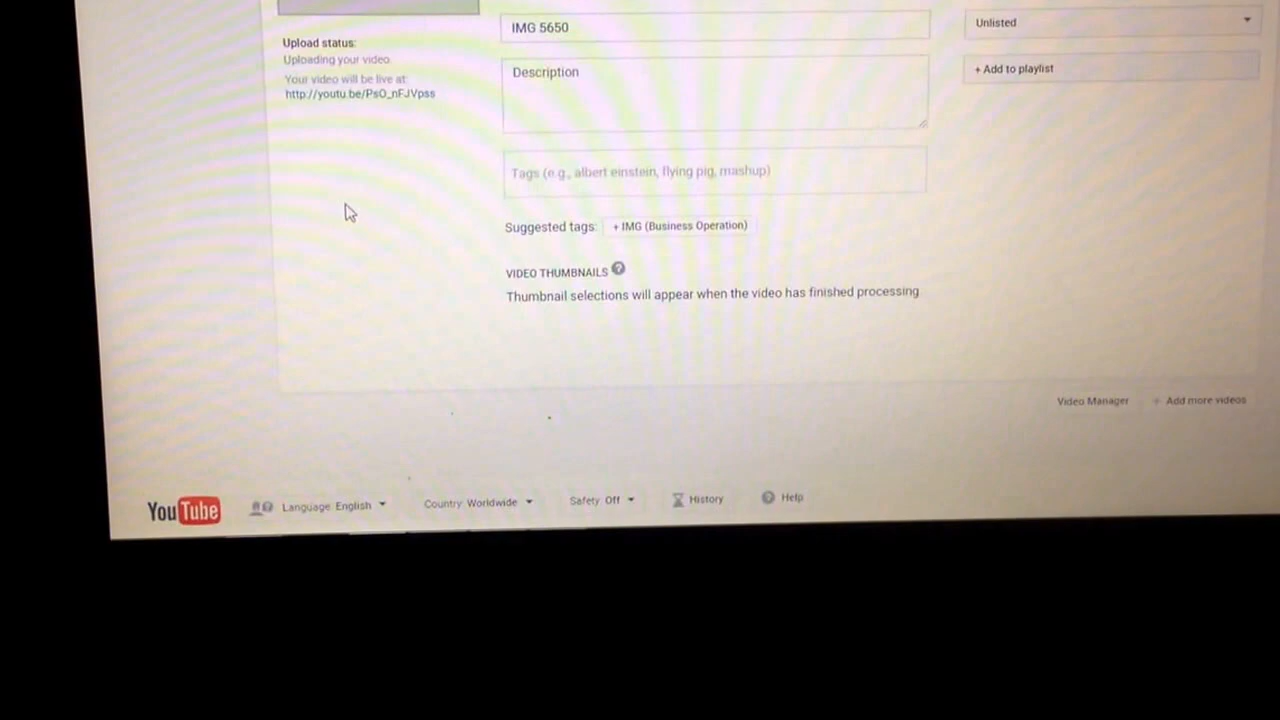 IMG 5650
Unlisted
Upload status:
Uploading your video.
Your video will be live at:
http://youtu.be/PsO_nFJVpss
Description
+ Add to playlist
Tags (e.g., albert einstein, flying pig, mashup)
Suggested tags: + IMG (Business Operation)
VIDEO THUMBNAILS ?
Thumbnail selections will appear when the video has finished processing.
Video Manager + Add more videos
YouTube Language: English Country: Worldwide Safety: Off History ? Help